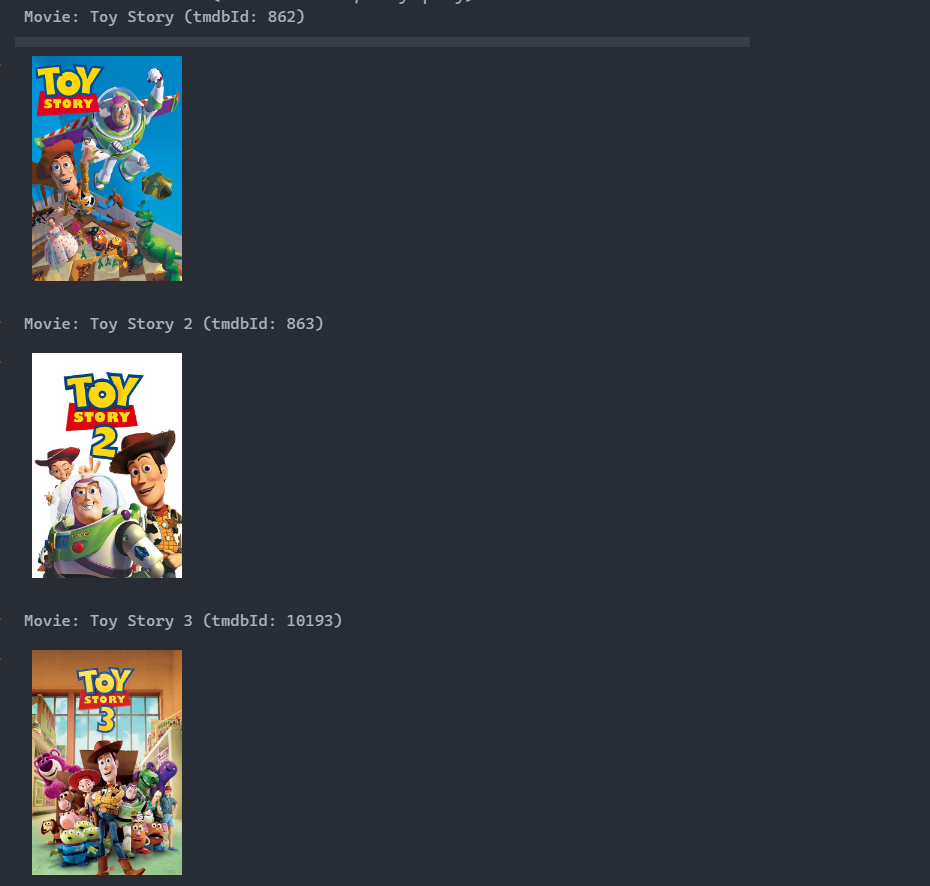 Movie: Toy Story (tmdbId: 862)
TOY
STORY
Movie: Toy Story 2 (tmdbId: 863)
TOY
STORY
2
Movie: Toy Story 3 (tmdbId: 10193)
TOY
STORY
3